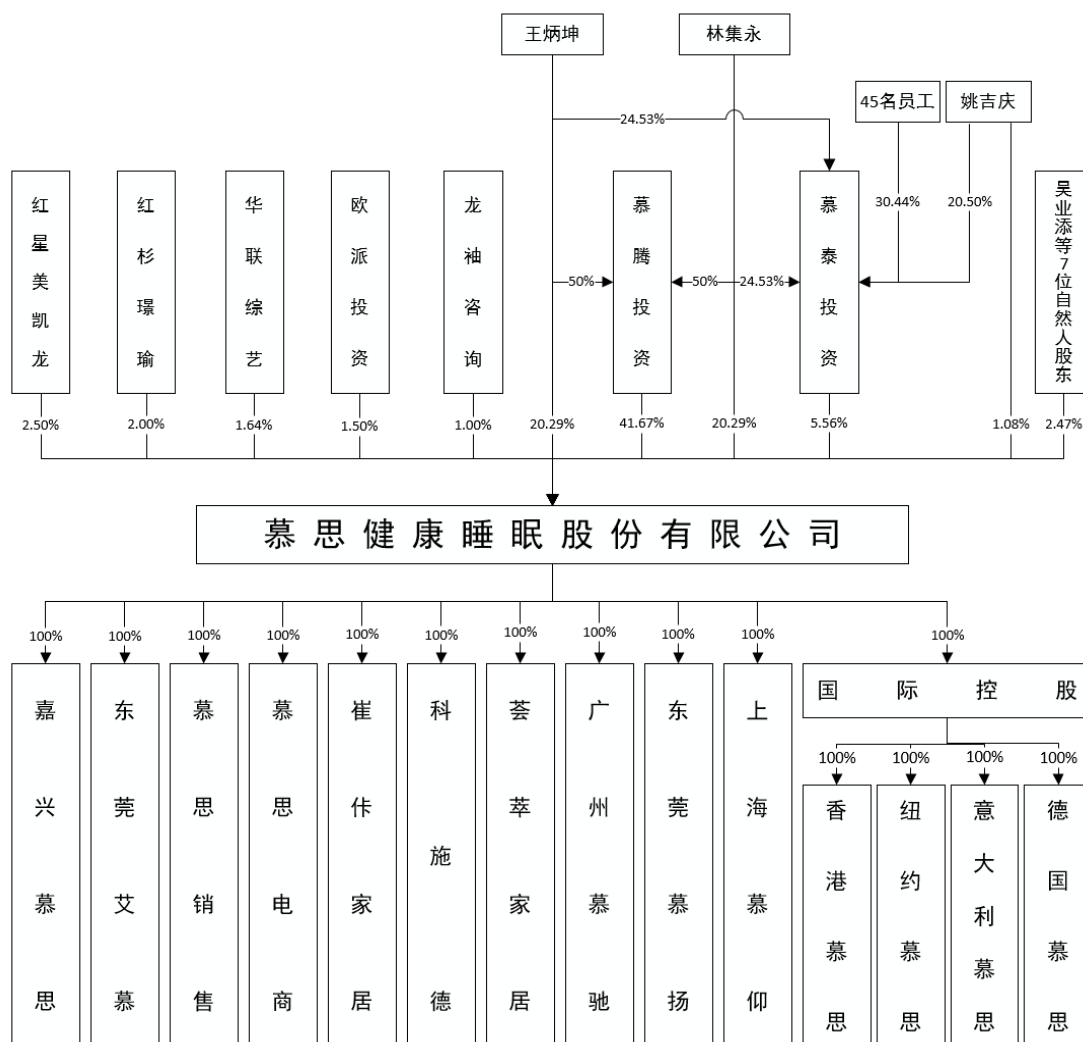 王炳坤
林集永
45名员工
姚吉庆
24.53%
红星美凯龙
红杉璟瑜
华联综艺
欧派投资
龙袖咨询
慕腾投资
慕泰投资
吴业添等7位自然人股东
30.44%
20.50%
50%
50%
24.53%
2.50%
2.00%
1.64%
1.50%
1.00%
20.29%
41.67%
20.29%
5.56%
1.08%
2.47%
慕思健康睡眠股份有限公司
100%
100%
100%
100%
100%
100%
100%
100%
100%
100%
100%
嘉兴慕思
东莞艾慕
慕思销售
慕思电商
崔佧家居
科施德
荟萃家居
广州慕驰
东莞慕扬
上海慕仰
国际控股
100%
100%
100%
100%
香港慕思
纽约慕思
意大利慕思
德国慕思